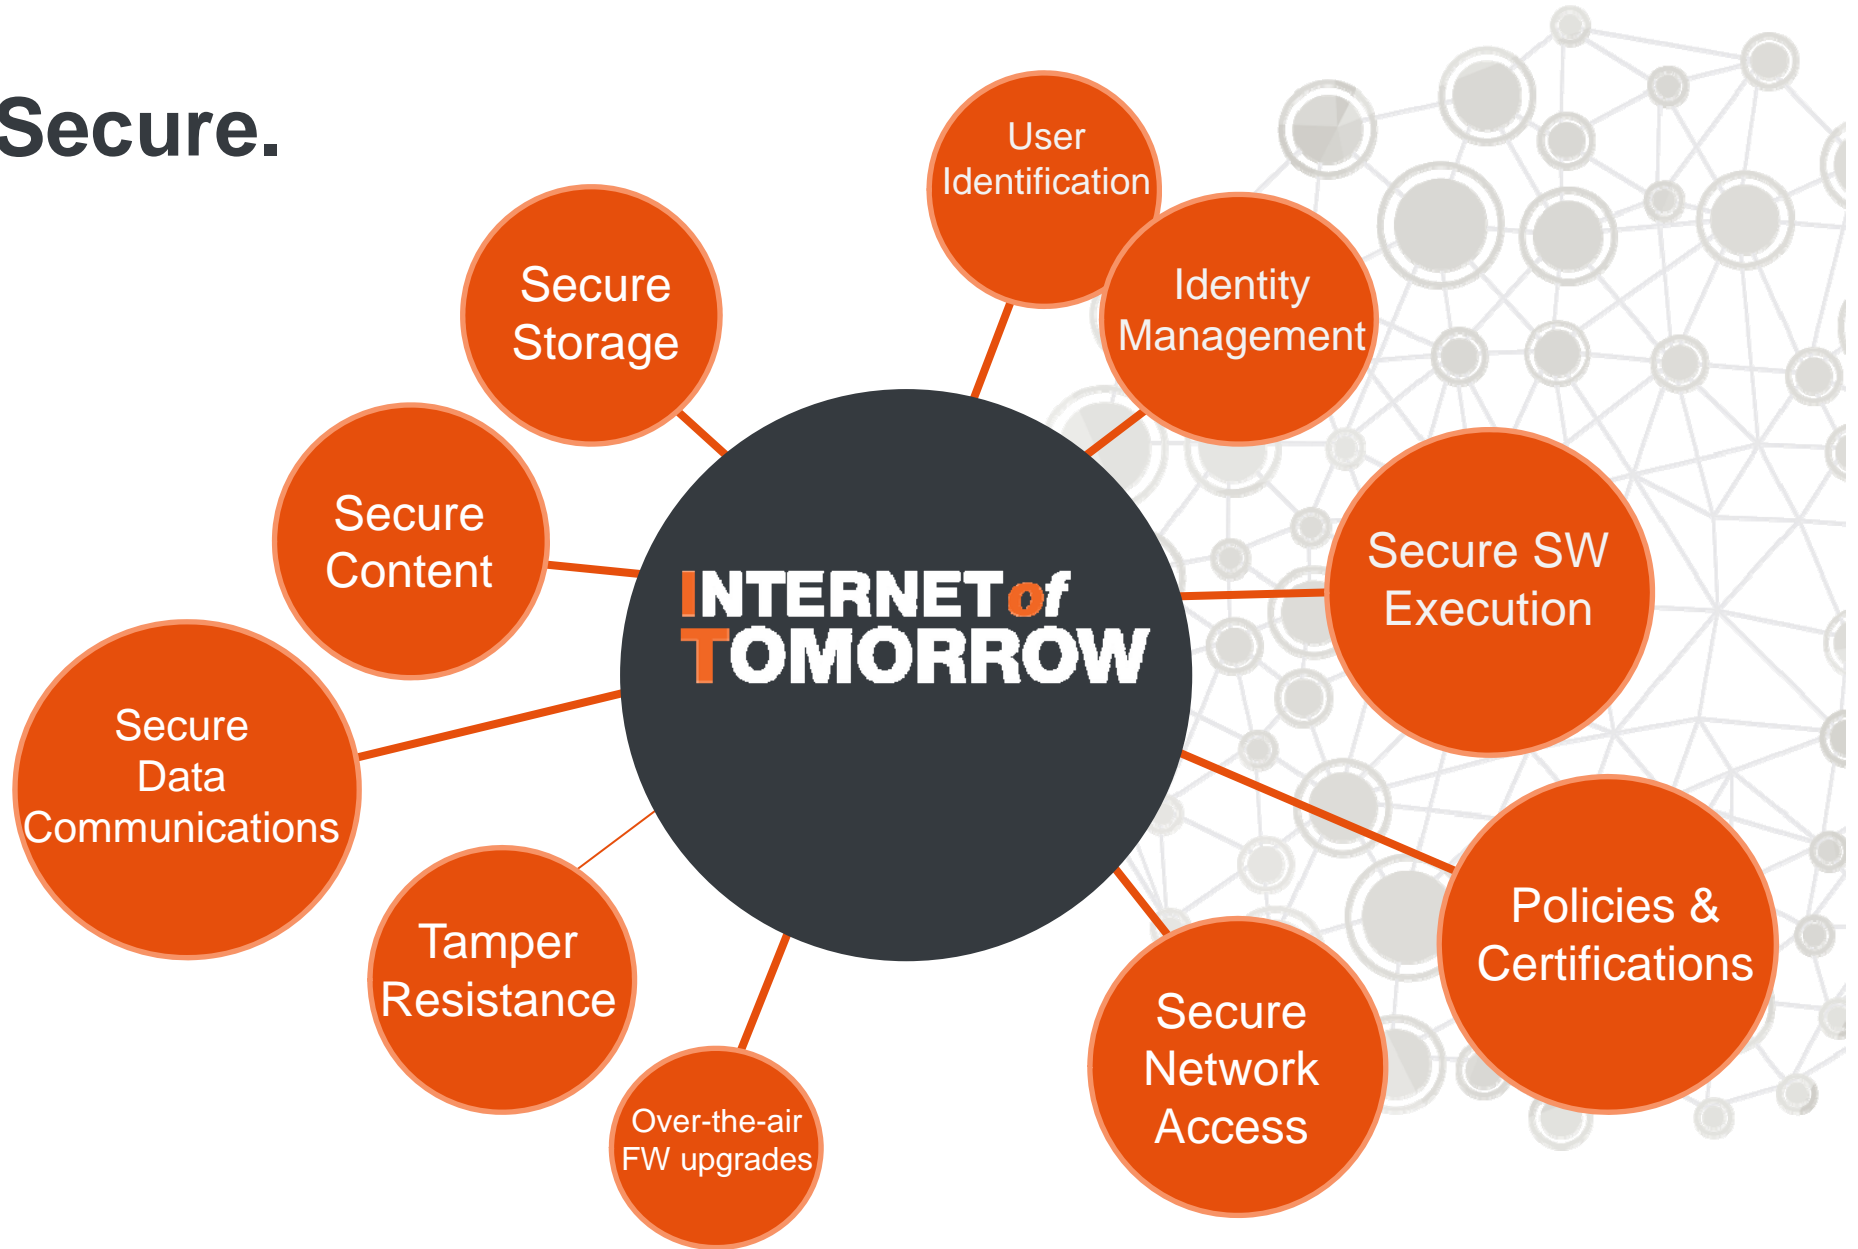 Secure.
User
Identification
Identity
Management
Secure
Storage
Secure
Content
Secure SW
Execution
INTERNET of
TOMORROW
Secure
Data
Communications
Tamper
Resistance
Policies &
Certifications
Secure
Network
Access
Over-the-air
FW upgrades